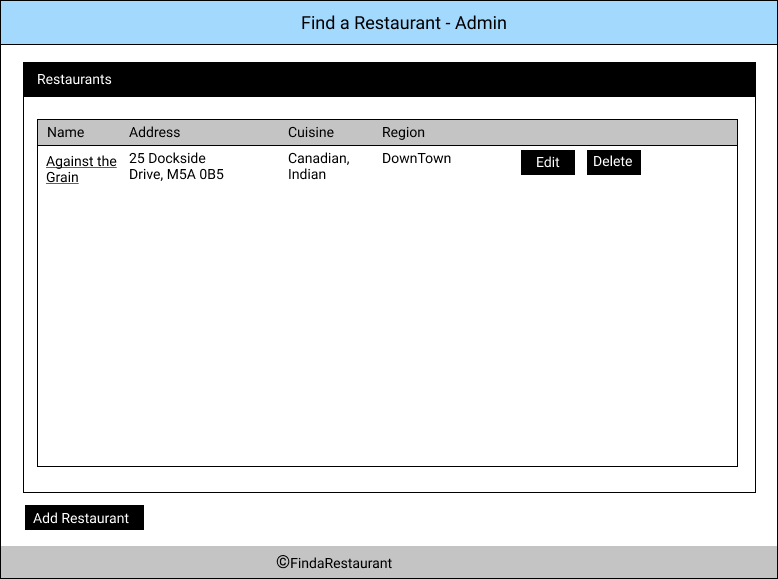 Find a Restaurant - Admin
Restaurants
Name Address Cuisine Region
Against the
Grain
25 Dockside
Drive, M5A 0B5
Canadian,
Indian
DownTown
Edit
Delete
Add Restaurant
©FindaRestaurant